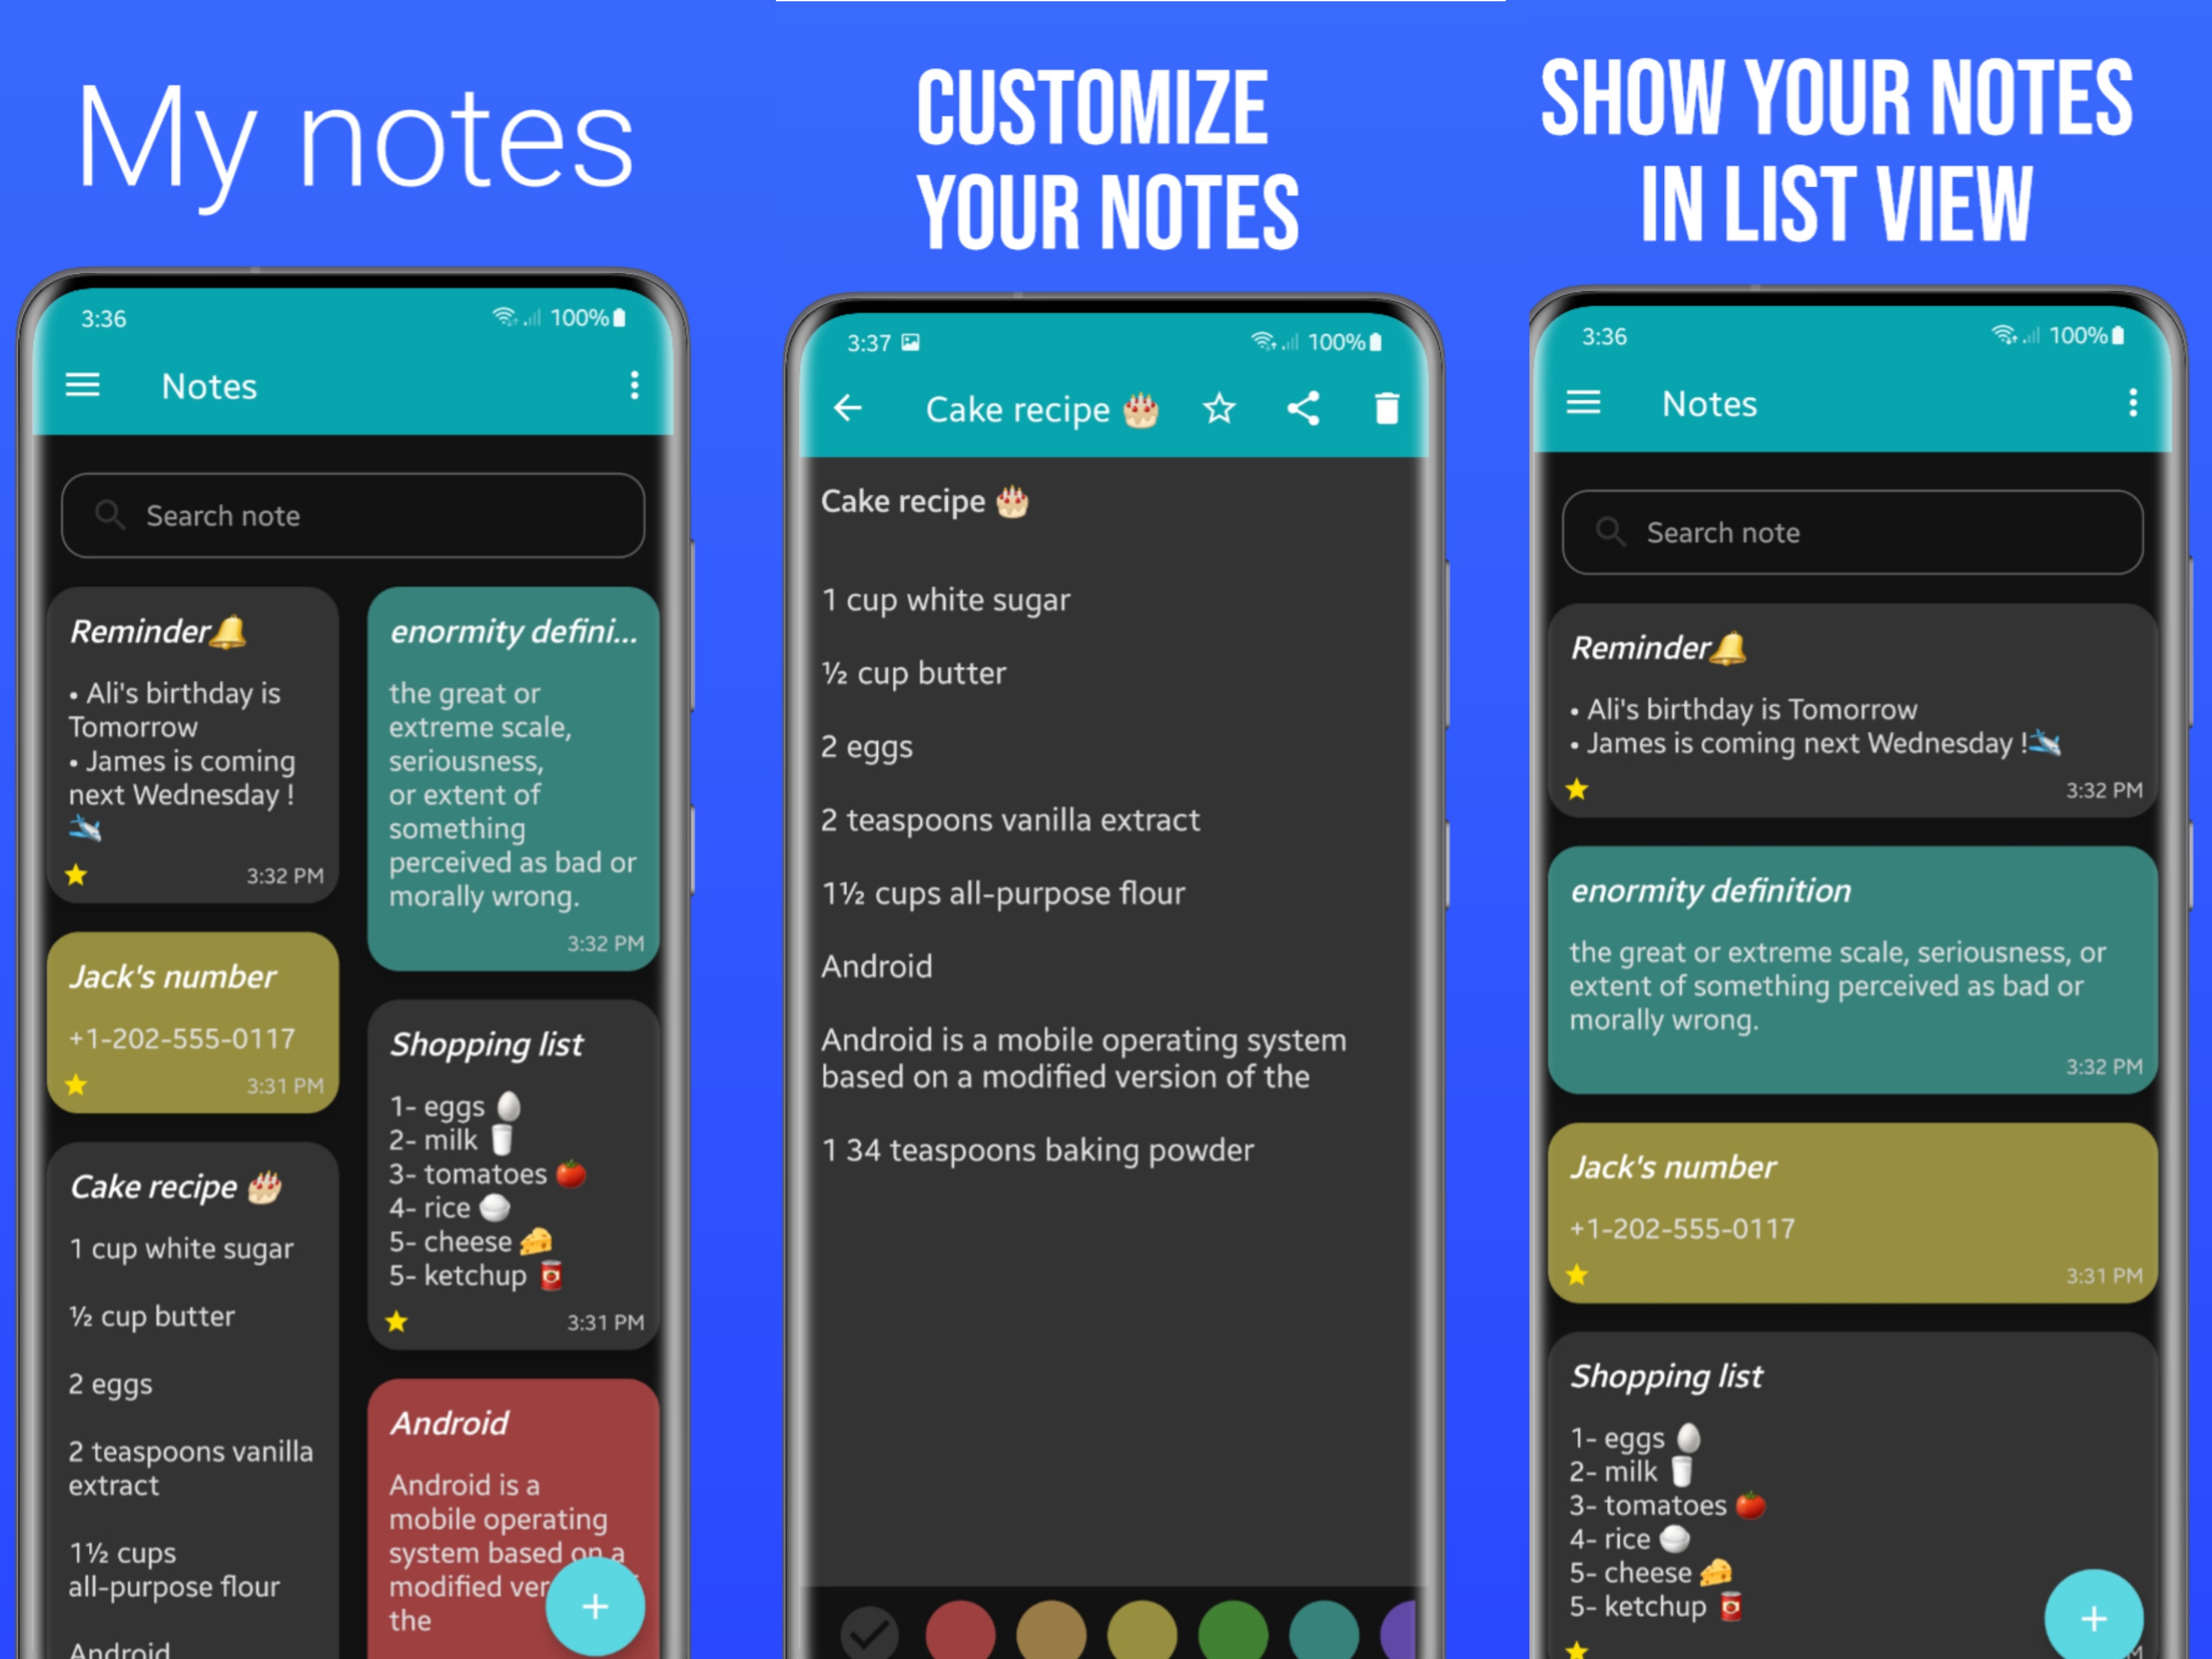 My notes
3:36
100%
Notes
Search note
Reminder🔔
• Ali's birthday is
Tomorrow
• James is coming
next Wednesday !
🛬
3:32 PM
Jack's number
+1-202-555-0117
3:31 PM
Cake recipe 🎂
1 cup white sugar
½ cup butter
2 eggs
2 teaspoons vanilla
extract
1½ cups
all-purpose flour
Android
enormity defini...
the great or
extreme scale,
seriousness,
or extent of
something
perceived as bad or
morally wrong.
3:32 PM
Shopping list
1- eggs 🥚
2- milk 🥛
3- tomatoes 🍅
4- rice 🍚
5- cheese 🧀
5- ketchup 🥫
3:31 PM
Android
Android is a
mobile operating
system based on a
modified ver
the
+
CUSTOMIZE
YOUR NOTES
3:37
100%
Cake recipe 🎂
Cake recipe 🎂
1 cup white sugar
½ cup butter
2 eggs
2 teaspoons vanilla extract
1½ cups all-purpose flour
Android
Android is a mobile operating system
based on a modified version of the
1 34 teaspoons baking powder
SHOW YOUR NOTES
IN LIST VIEW
3:36
100%
Notes
Search note
Reminder🔔
• Ali's birthday is Tomorrow
• James is coming next Wednesday !🛬
3:32 PM
enormity definition
the great or extreme scale, seriousness, or
extent of something perceived as bad or
morally wrong.
3:32 PM
Jack's number
+1-202-555-0117
3:31 PM
Shopping list
1- eggs 🥚
2- milk 🥛
3- tomatoes 🍅
4- rice 🍚
5- cheese 🧀
5- ketchup 🥫
+